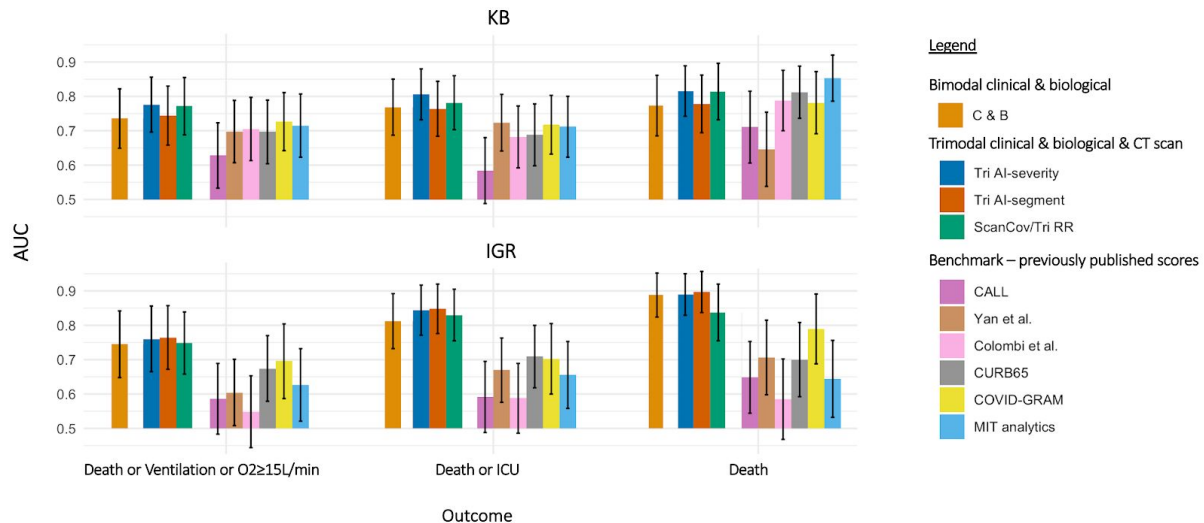 KB
0.9
0.8
0.7
0.6
0.5
AUC
IGR
0.9
0.8
0.7
0.6
0.5
Death or Ventilation or O2≥15L/min
Death or ICU
Death
Outcome
Legend
Bimodal clinical & biological
C & B
Trimodal clinical & biological & CT scan
Tri AI-severity
Tri AI-segment
ScanCov/Tri RR
Benchmark – previously published scores
CALL
Yan et al.
Colombi et al.
CURB65
COVID-GRAM
MIT analytics